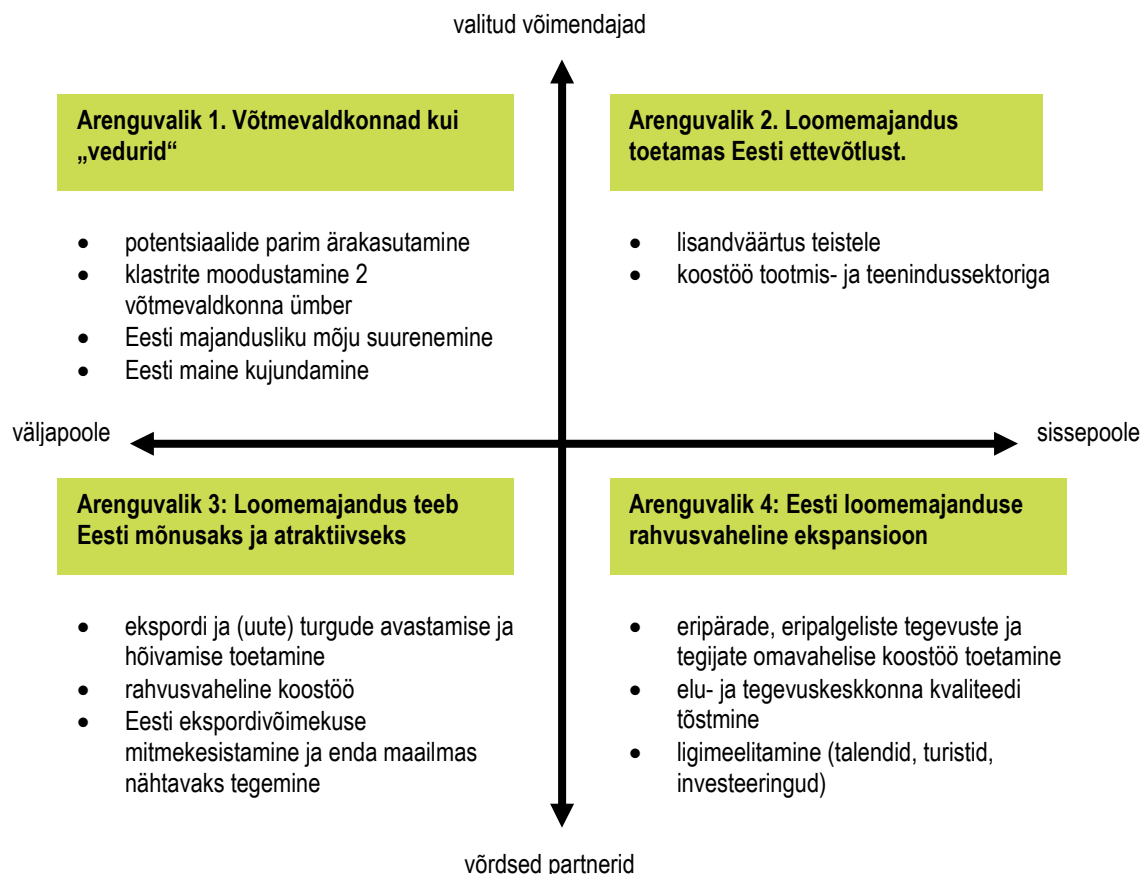 valitud võimendajad
Arenguvalik 1. Võtmevaldkonnad kui
„vedurid“
Arenguvalik 2. Loomemajandus
toetamas Eesti ettevõtlust.
• potentsiaalide parim ärakasutamine
• klastrite moodustamine 2
võtmevaldkonna ümber
• Eesti majandusliku mõju suurenemine
• Eesti maine kujundamine
• lisandväärtus teistele
• koostöö tootmis- ja teenindussektoriga
väljapoole
sissepoole
Arenguvalik 3: Loomemajandus teeb
Eesti mõnusaks ja atraktiivseks
Arenguvalik 4: Eesti loomemajanduse
rahvusvaheline ekspansioon
• ekspordi ja (uute) turgude avastamise ja
hõivamise toetamine
• rahvusvaheline koostöö
• Eesti ekspordivõimekuse
mitmekesistamine ja enda maailmas
nähtavaks tegemine
• eripärade, eripalgeliste tegevuste ja
tegijate omavahelise koostöö toetamine
• elu- ja tegevuskeskkonna kvaliteedi
tõstmine
• ligimeelitamine (talendid, turistid,
investeeringud)
võrdsed partnerid